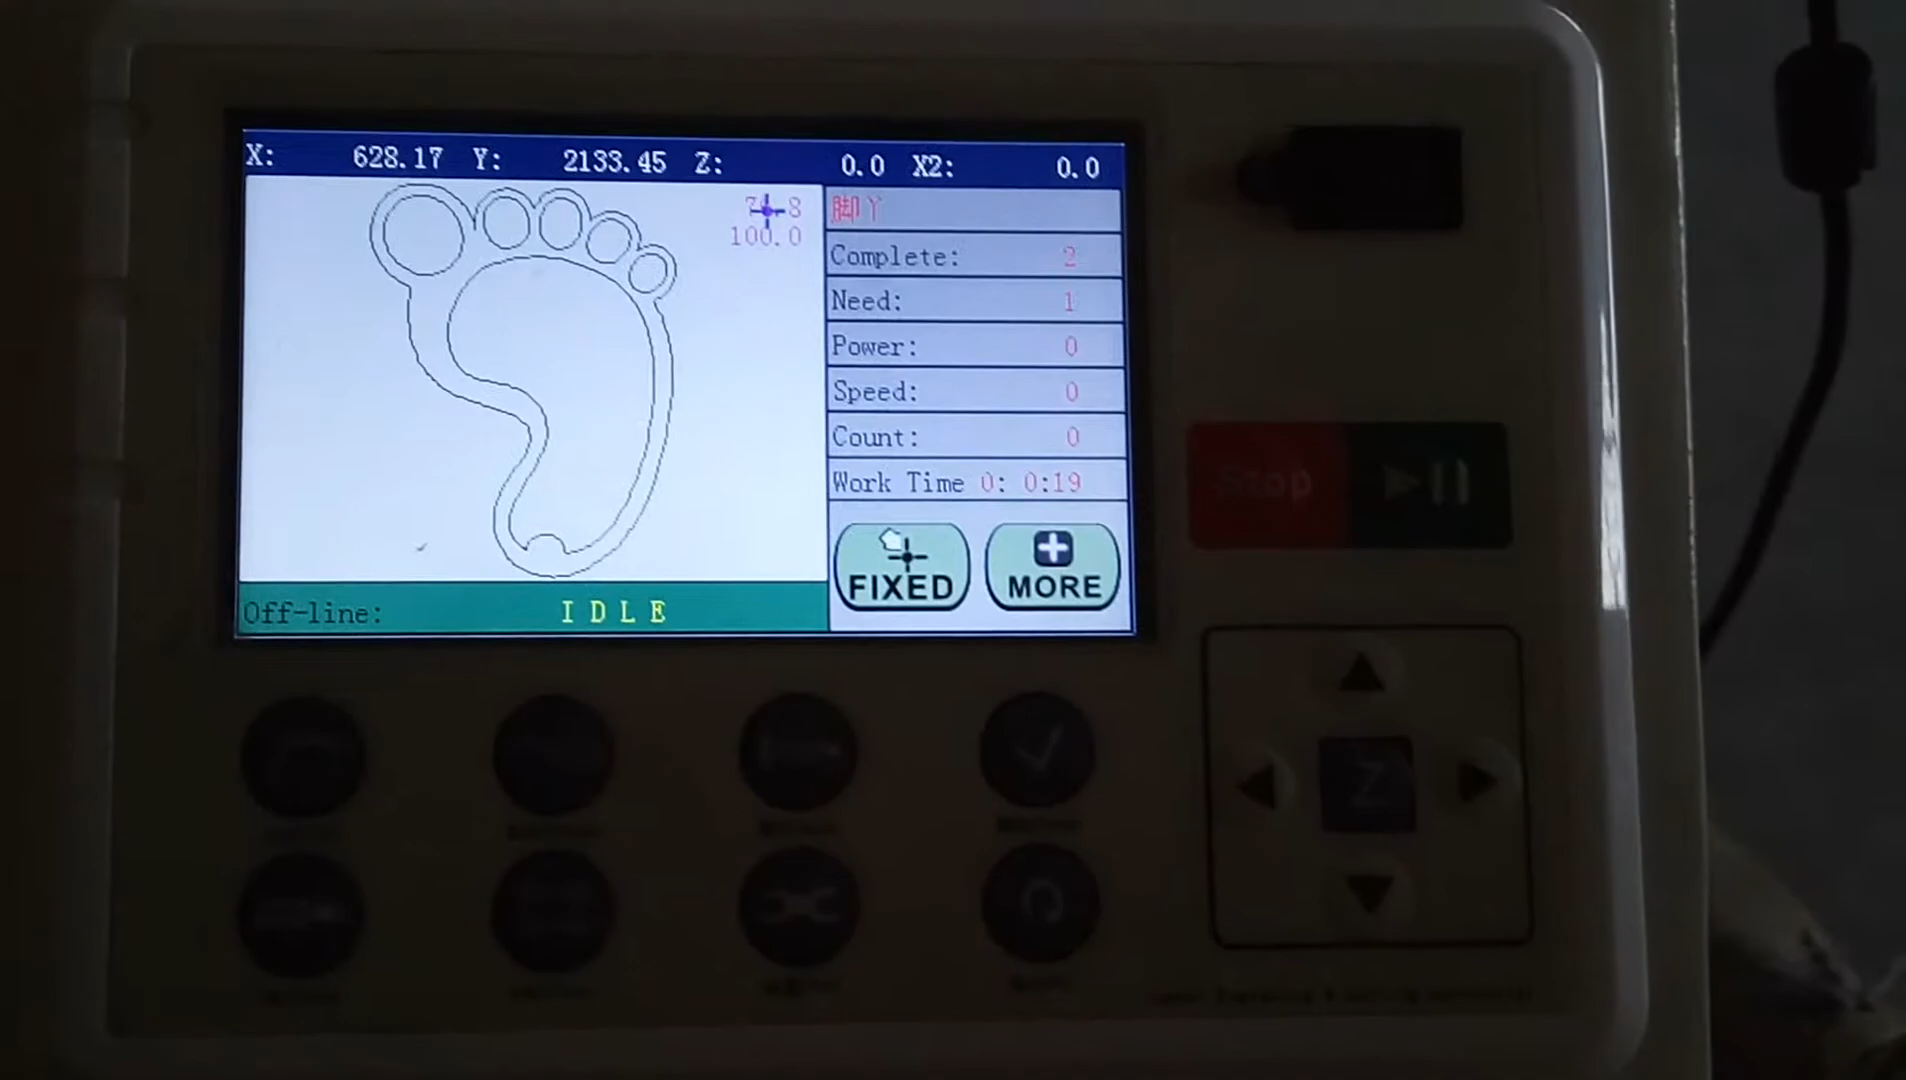 X: 628.17 Y: 2133.45 Z: 0.0 X2: 0.0
100.0
脚丫
Complete: 2
Need: 1
Power: 0
Speed: 0
Count: 0
Work Time 0: 0:19
FIXED
MORE
Off-line: IDLE
Stop
Z